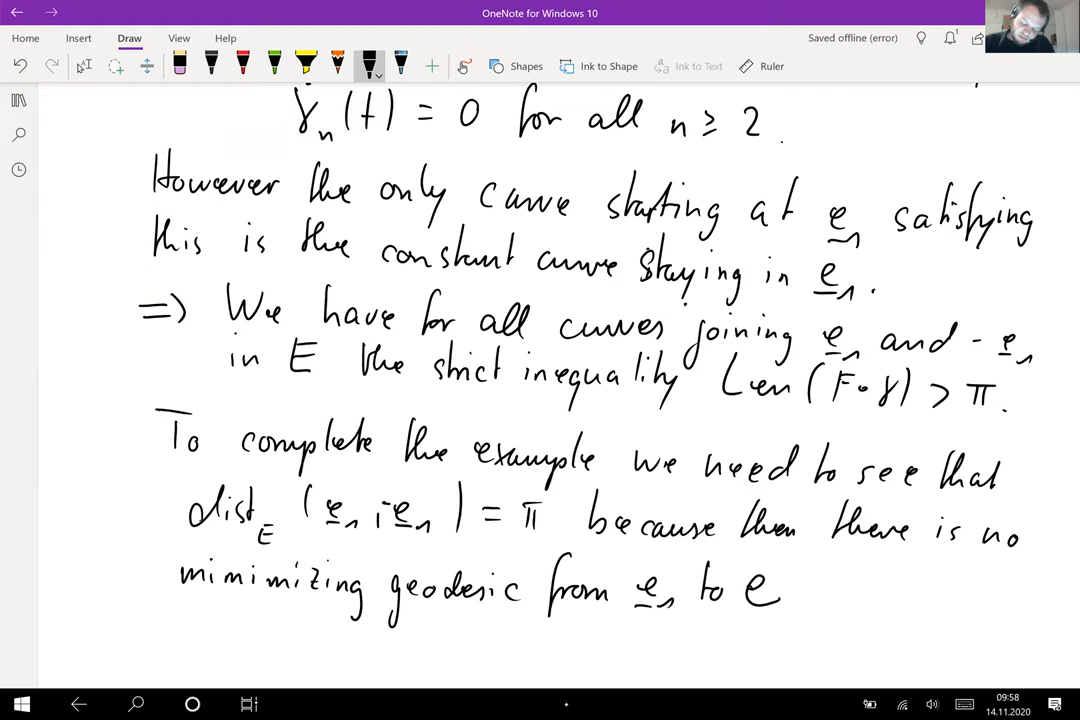 OneNote for Windows 10
Home Insert Draw View Help
Saved offline (error)
Shapes Ink to Shape Ink to Text Ruler
γ̇ₙ(t) = 0 for all n ≥ 2.
However the only curve starting at e₁ satisfying
this is the constant curve staying in e₁.
=> We have for all curves joining e₁ and - e₁
in E the strict inequality Len(F∘γ) > π.
To complete the example we need to see that
dist_E (e₁, -e₁) = π because then there is no
mimimizing geodesic from e₁ to e
09:58
14.11.2020